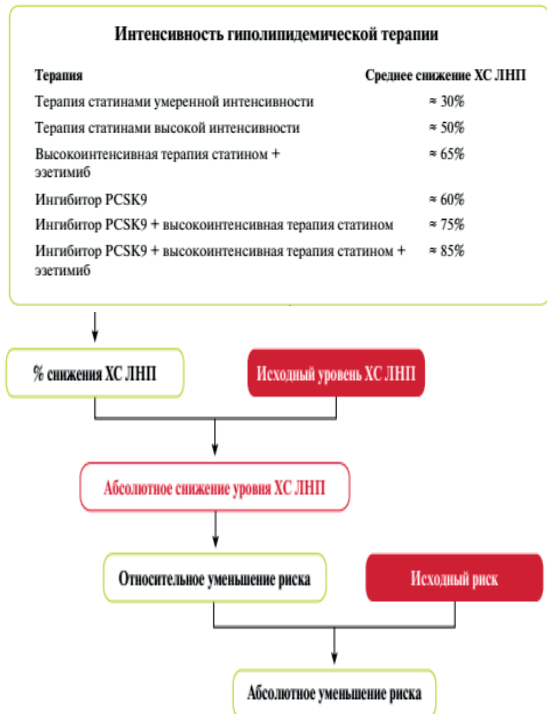 Интенсивность гиполипидемической терапии
Терапия Среднее снижение ХС ЛНП
Терапия статинами умеренной интенсивности ≈ 30%
Терапия статинами высокой интенсивности ≈ 50%
Высокоинтенсивная терапия статином + ≈ 65%
эзетимиб
Ингибитор PCSK9 ≈ 60%
Ингибитор PCSK9 + высокоинтенсивная терапия статином ≈ 75%
Ингибитор PCSK9 + высокоинтенсивная терапия статином + ≈ 85%
эзетимиб
% снижения ХС ЛНП
Исходный уровень ХС ЛНП
Абсолютное снижение уровня ХС ЛНП
Относительное уменьшение риска
Исходный риск
Абсолютное уменьшение риска